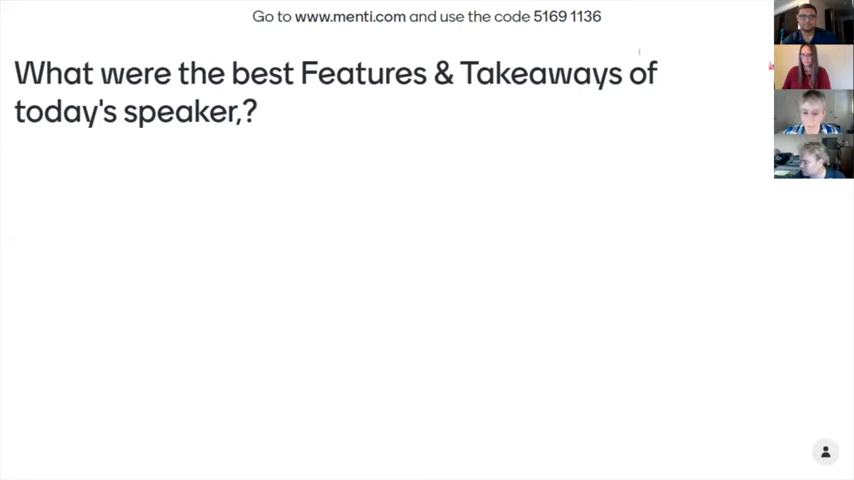 Go to www.menti.com and use the code 5169 1136
What were the best Features & Takeaways of
today's speaker,?